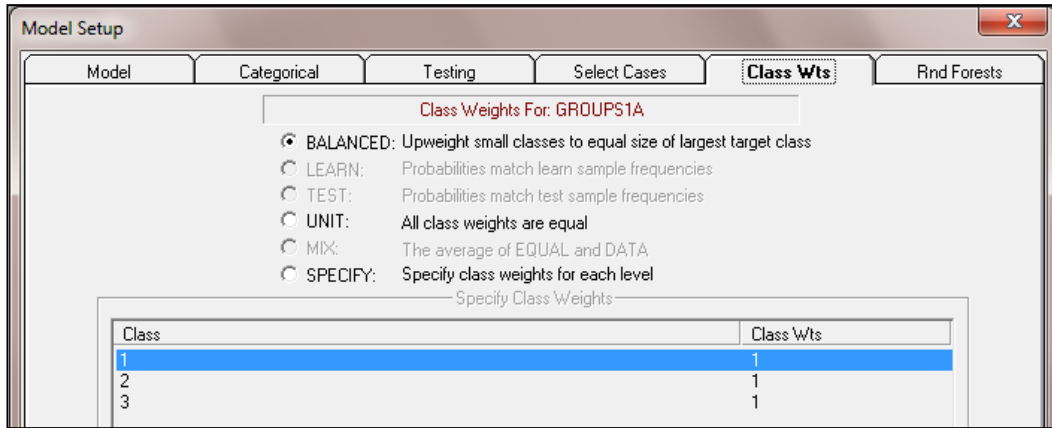 Model Setup
x
Model Categorical Testing Select Cases Class Wts Rnd Forests
Class Weights For: GROUPS1A
BALANCED: Upweight small classes to equal size of largest target class
LEARN: Probabilities match learn sample frequencies
TEST: Probabilities match test sample frequencies
UNIT: All class weights are equal
MIX: The average of EQUAL and DATA
SPECIFY: Specify class weights for each level
Specify Class Weights
Class Class Wts
1 1
2 1
3 1